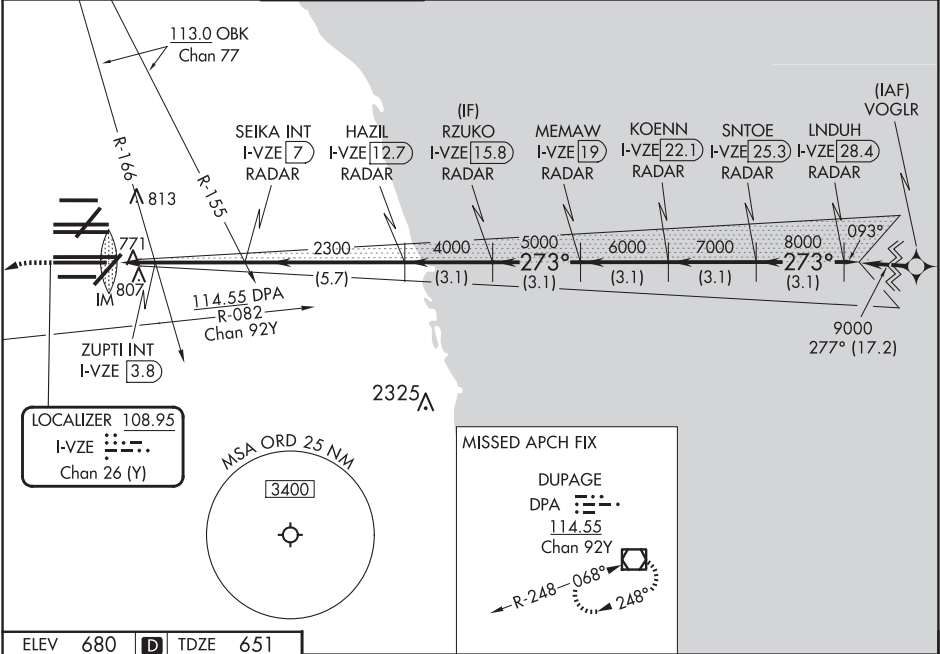 113.0 OBK
Chan 77
R-166
R-155
813
771
807
IM
SEIKA INT
I-VZE 7
RADAR
HAZIL
I-VZE 12.7
RADAR
(IF)
RZUKO
I-VZE 15.8
RADAR
MEMAW
I-VZE 19
RADAR
KOENN
I-VZE 22.1
RADAR
SNTOE
I-VZE 25.3
RADAR
LNDUH
I-VZE 28.4
RADAR
(IAF)
VOGLR
2300
(5.7)
4000
(3.1)
5000
273°
(3.1)
6000
(3.1)
7000
(3.1)
8000
273°
(3.1)
093°
9000
277° (17.2)
114.55 DPA
R-082
Chan 92Y
ZUPTI INT
I-VZE 3.8
LOCALIZER 108.95
I-VZE
Chan 26 (Y)
2325
MSA ORD 25 NM
3400
MISSED APCH FIX
DUPAGE
DPA
114.55
Chan 92Y
R-248
068°
248°
ELEV 680 D TDZE 651